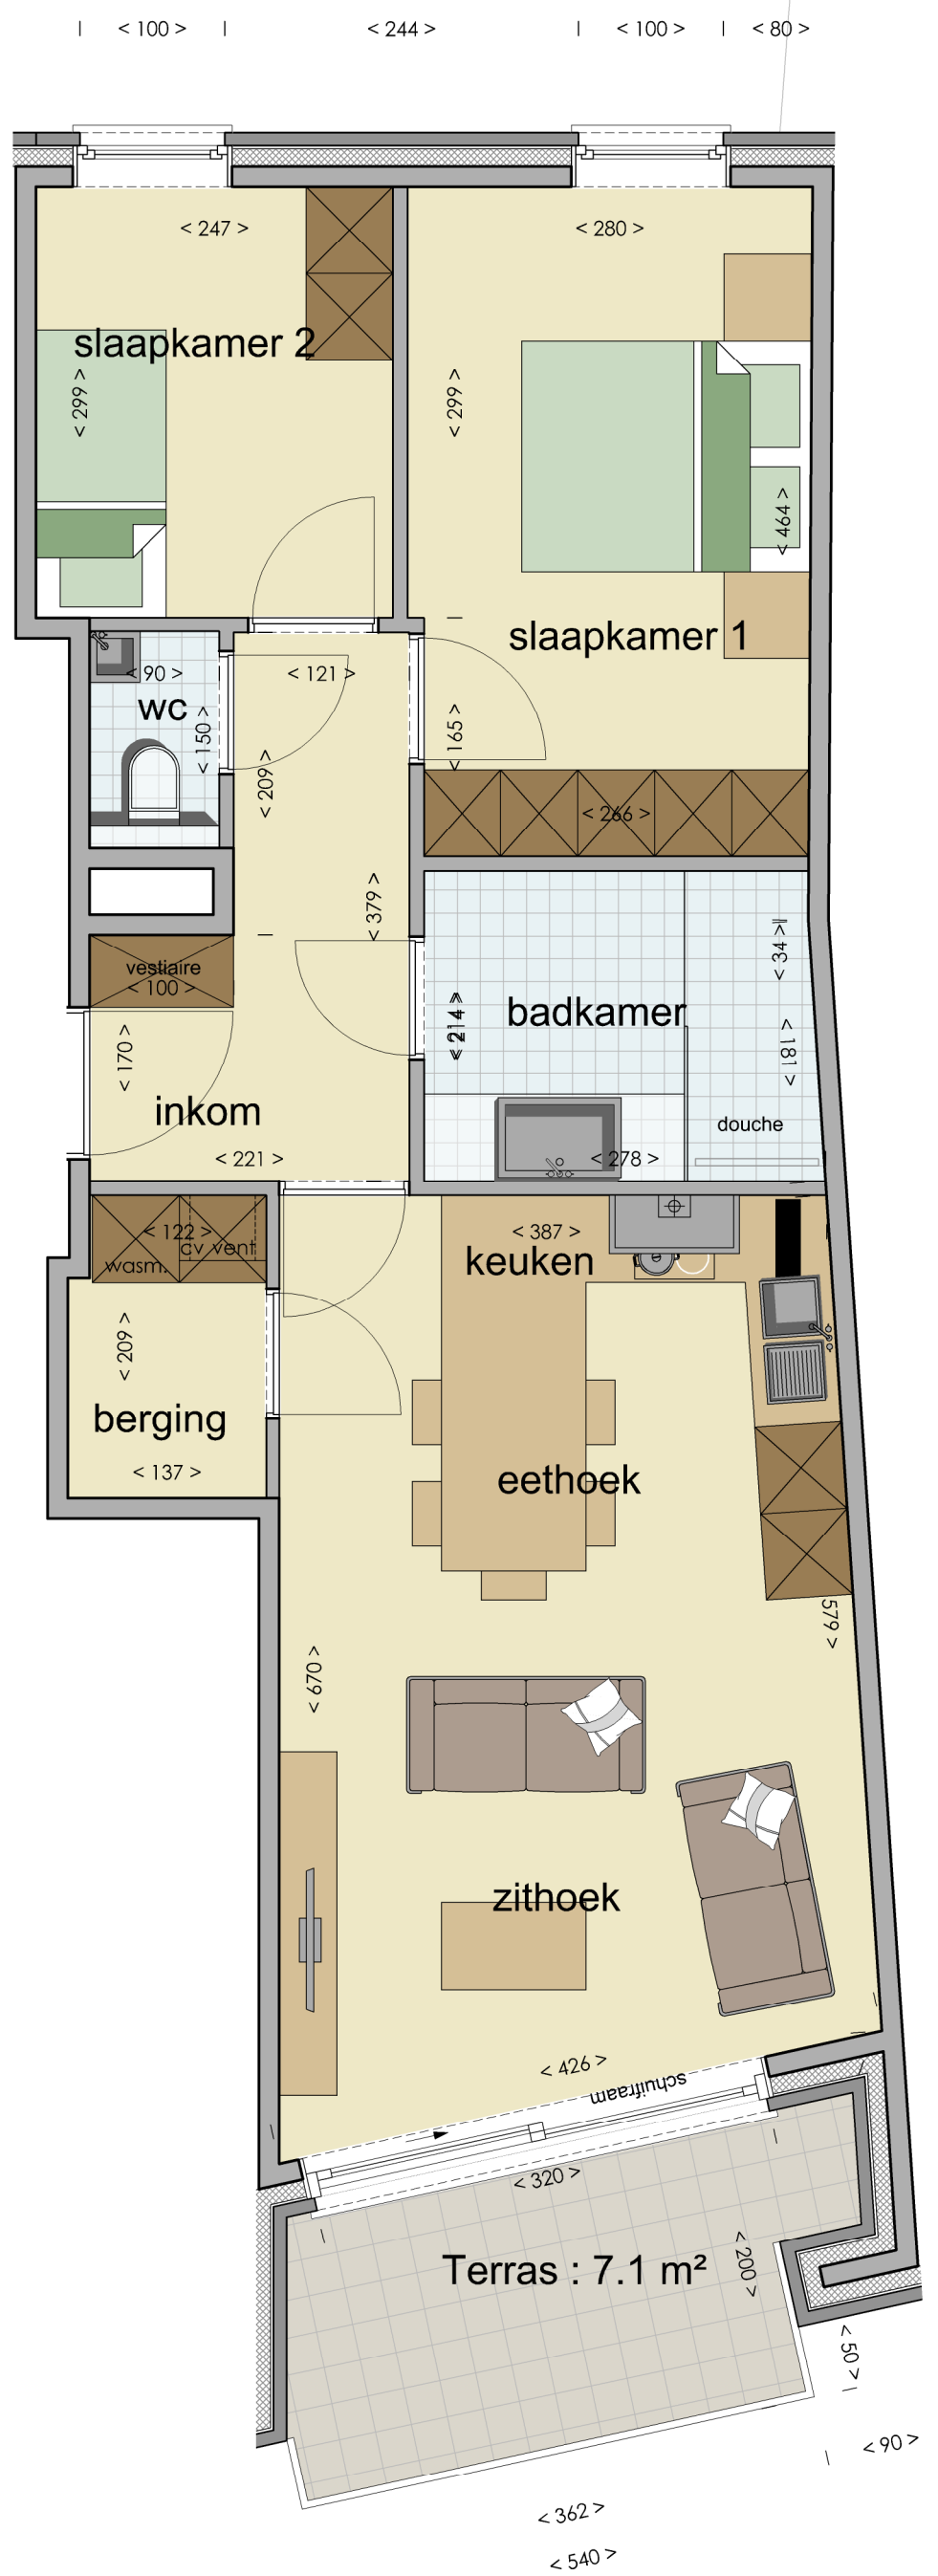 < 100 > < 244 > < 100 > < 80 >
< 247 > < 280 >
slaapkamer 2
< 299 > < 299 >
< 464 >
slaapkamer 1
< 90 > < 121 >
wc
< 150 > < 165 >
< 209 >
< 266 >
< 379 >
< 34 >
vestiaire
< 100 >
badkamer
< 214 >
< 170 > < 181 >
inkom
douche
< 221 > < 278 >
< 122 > < 387 >
cv vent
wasm.
keuken
< 209 >
berging
< 137 >
eethoek
579 >
< 670 >
zithoek
< 426 >
schuifraam
< 320 >
Terras : 7.1 m²
< 200 >
< 50 >
< 90 >
< 362 >
< 540 >